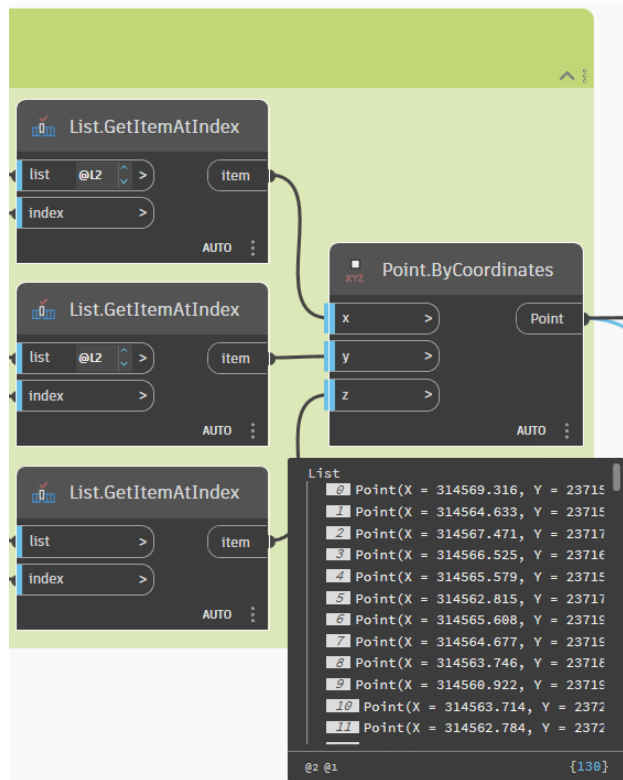 List.GetItemAtIndex
list @L2 > item
index >
AUTO
List.GetItemAtIndex
list @L2 > item
index >
AUTO
List.GetItemAtIndex
list > item
index >
AUTO
XYZ Point.ByCoordinates
x > Point
y >
z >
AUTO
List
0 Point(X = 314569.316, Y = 23715
1 Point(X = 314564.633, Y = 23715
2 Point(X = 314567.471, Y = 23717
3 Point(X = 314566.525, Y = 23716
4 Point(X = 314565.579, Y = 23715
5 Point(X = 314562.815, Y = 23717
6 Point(X = 314565.608, Y = 23719
7 Point(X = 314564.677, Y = 23719
8 Point(X = 314563.746, Y = 23718
9 Point(X = 314560.922, Y = 23719
10 Point(X = 314563.714, Y = 2372
11 Point(X = 314562.784, Y = 2372
@2 @1 {130}